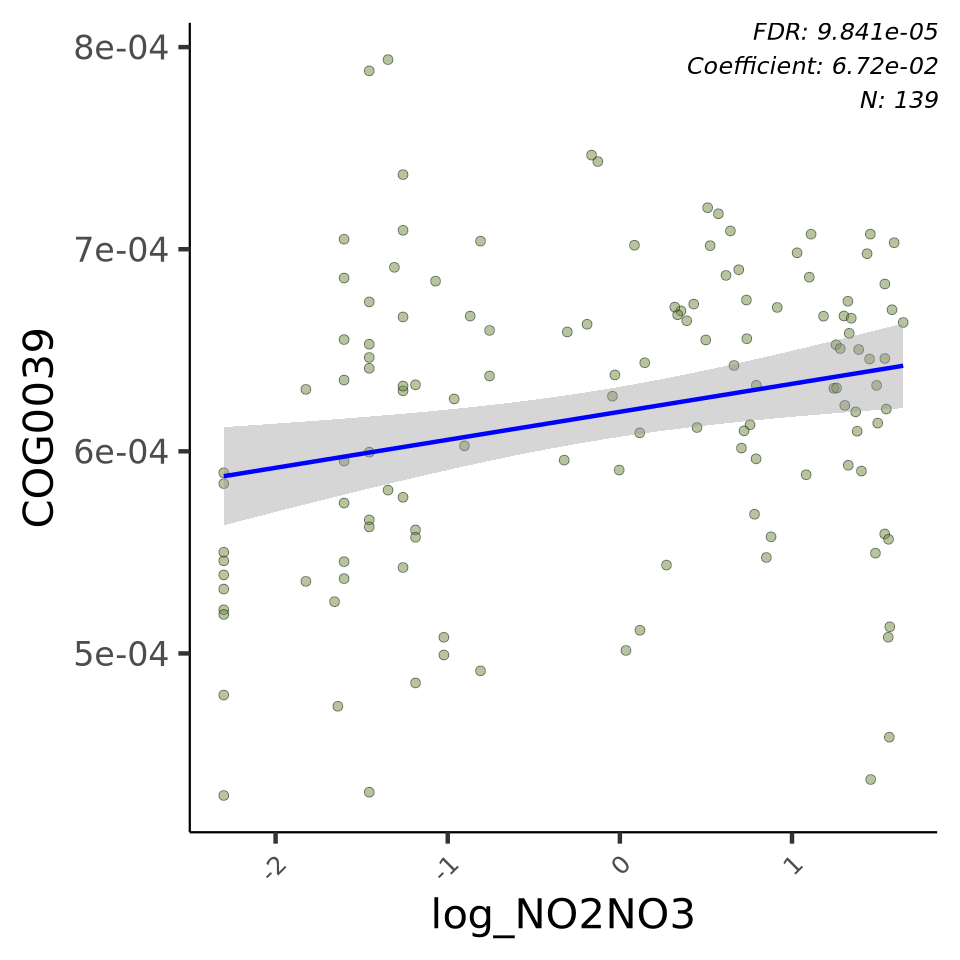 FDR: 9.841e-05
Coefficient: 6.72e-02
N: 139
8e-04
7e-04
6e-04
5e-04
COG0039
-2
-1
0
1
log_NO2NO3